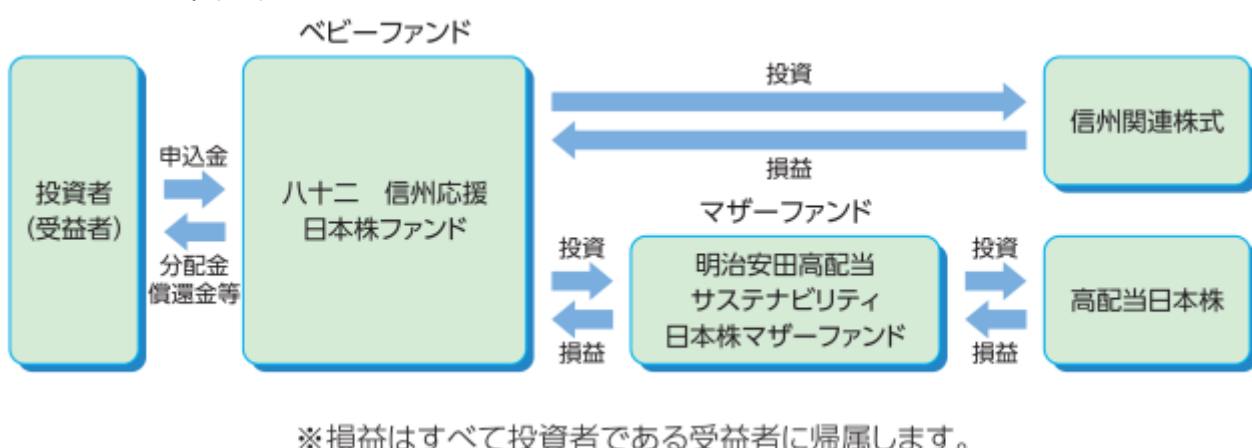 ベビーファンド
投資者
(受益者)
申込金
分配金
償還金等
八十二 信州応援
日本株ファンド
投資
損益
信州関連株式
マザーファンド
投資
損益
明治安田高配当
サステナビリティ
日本株マザーファンド
投資
損益
高配当日本株
※損益はすべて投資者である受益者に帰属します。